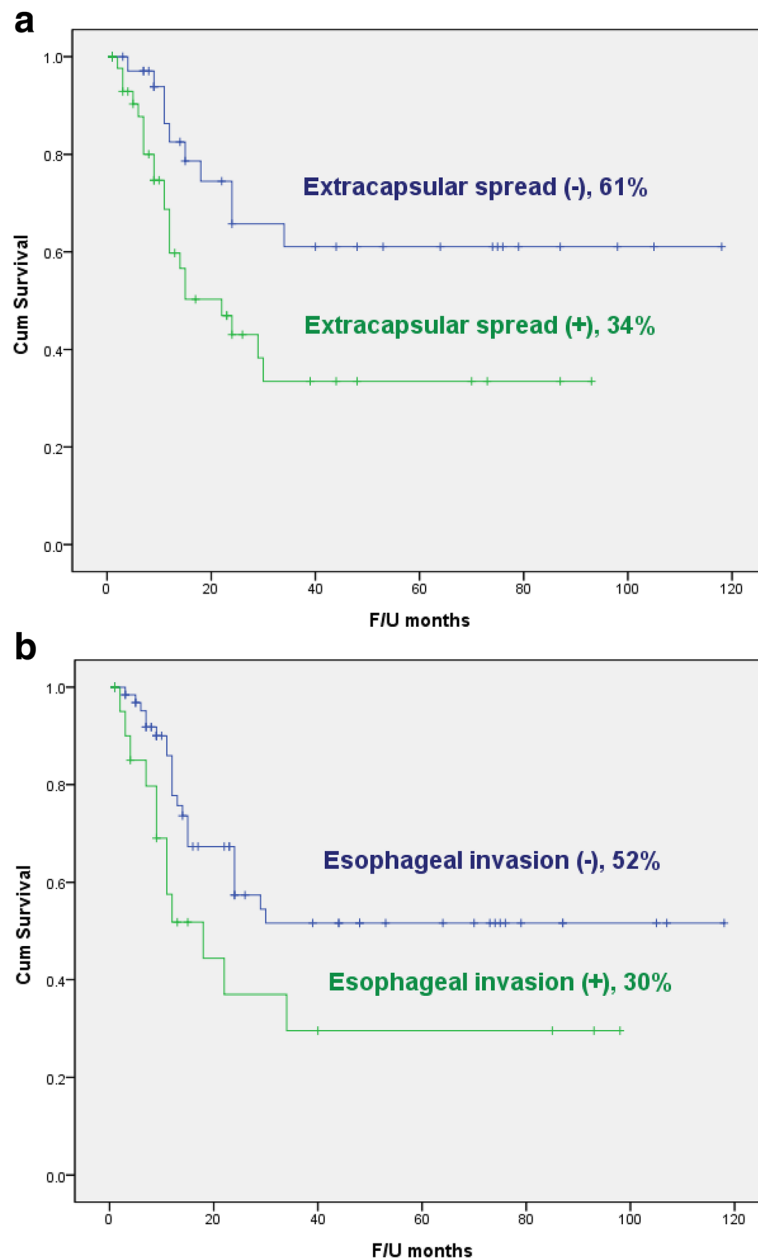 a
1.0
0.8
0.6
0.4
0.2
0.0
Cum Survival
Extracapsular spread (-), 61%
Extracapsular spread (+), 34%
0 20 40 60 80 100 120
F/U months
b
1.0
0.8
0.6
0.4
0.2
0.0
Cum Survival
Esophageal invasion (-), 52%
Esophageal invasion (+), 30%
0 20 40 60 80 100 120
F/U months